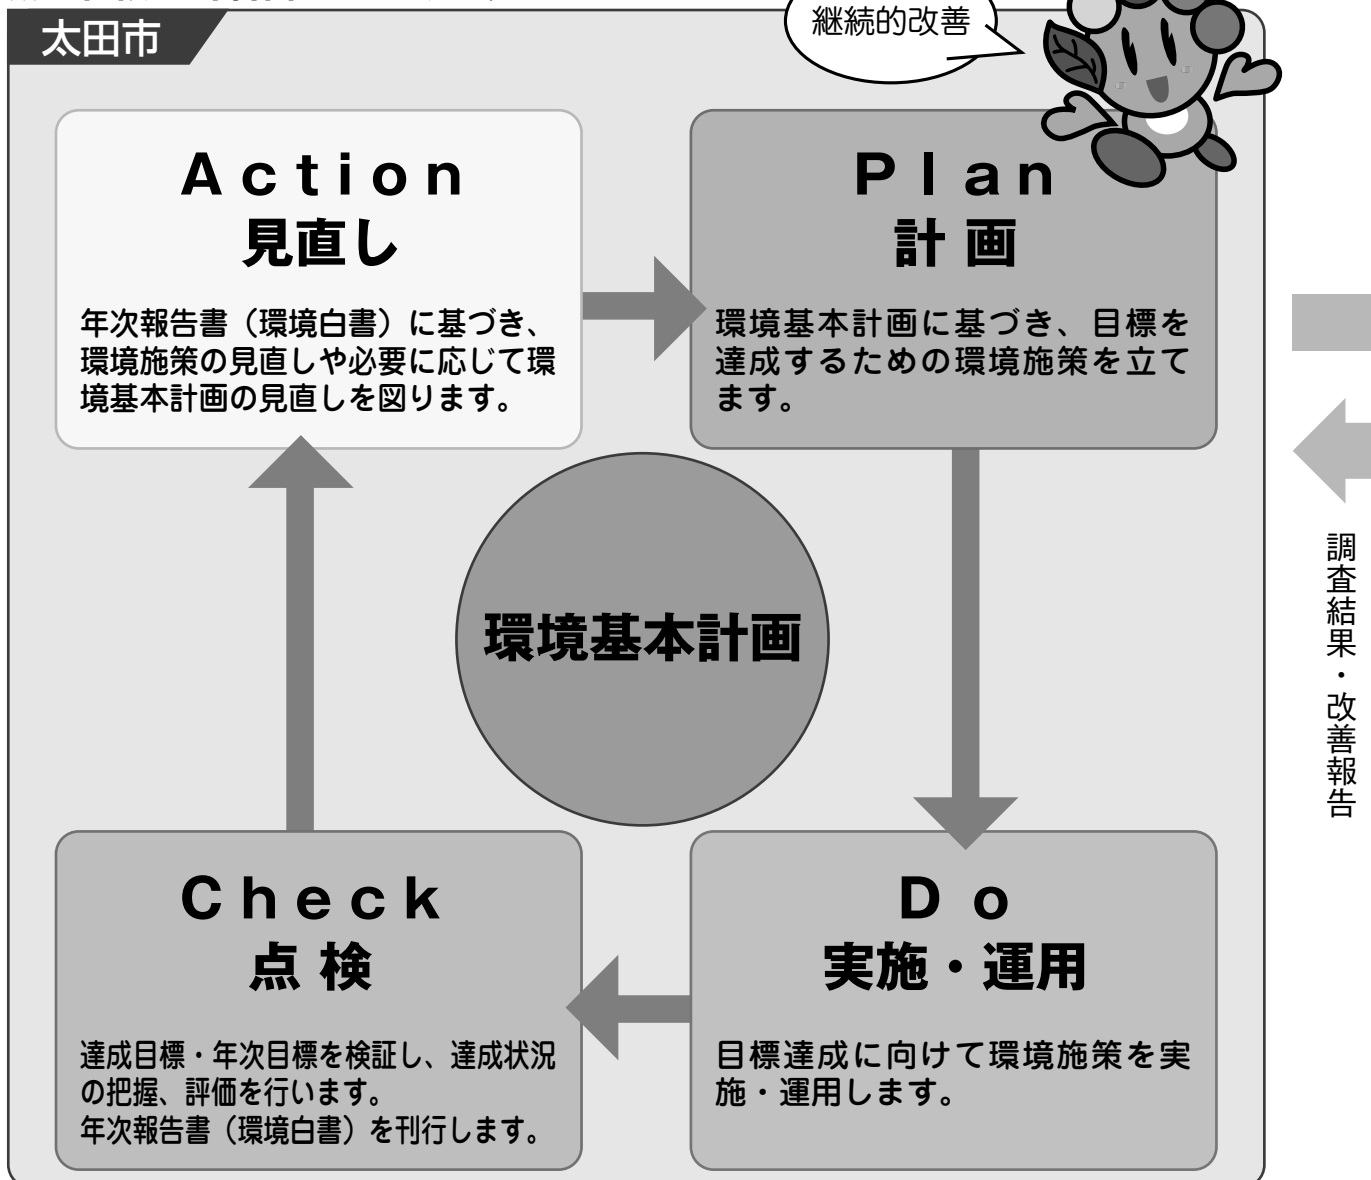 太田市
継続的改善
Action
見直し
年次報告書（環境白書）に基づき、
環境施策の見直しや必要に応じて環
境基本計画の見直しを図ります。
Plan
計画
環境基本計画に基づき、目標を
達成するための環境施策を立て
ます。
環境基本計画
Check
点検
達成目標・年次目標を検証し、達成状況
の把握、評価を行います。
年次報告書（環境白書）を刊行します。
Do
実施・運用
目標達成に向けて環境施策を実
施・運用します。
調査結果・改善報告